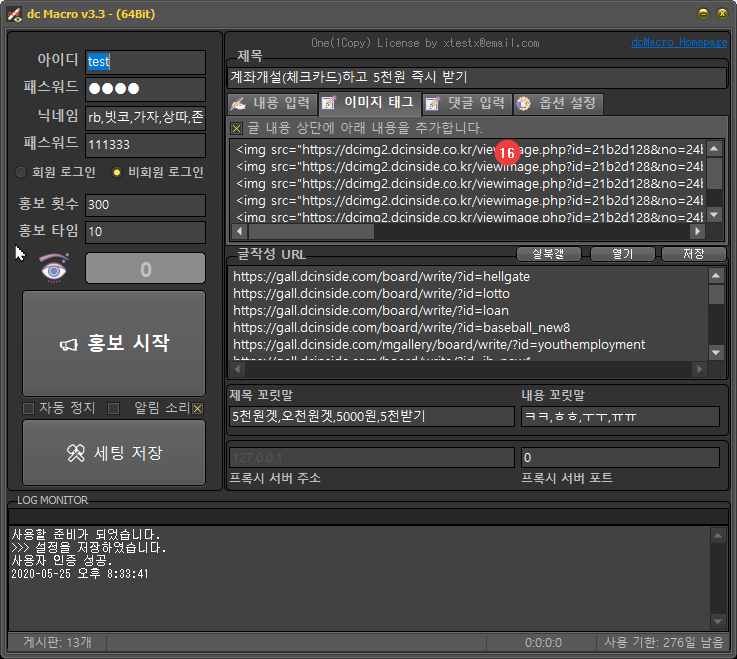 dc Macro v3.3 - (64Bit)
One(1Copy) License by xtestx@email.com
dcMacro Homepage
아이디
test
패스워드
●●●●
닉네임
rb,빗코,가자,상따,존
패스워드
111333
회원 로그인
비회원 로그인
홍보 횟수
300
홍보 타임
10
0
홍보 시작
자동 정지
알림 소리
세팅 저장
제목
계좌개설(체크카드)하고 5천원 즉시 받기
내용 입력
이미지 태그
댓글 입력
옵션 설정
글 내용 상단에 아래 내용을 추가합니다.
16
<img src="https://dcimg2.dcinside.co.kr/viewimage.php?id=21b2d128&no=24b
<img src="https://dcimg2.dcinside.co.kr/viewimage.php?id=21b2d128&no=24b
<img src="https://dcimg2.dcinside.co.kr/viewimage.php?id=21b2d128&no=24b
<img src="https://dcimg2.dcinside.co.kr/viewimage.php?id=21b2d128&no=24b
<img src="https://dcimg2.dcinside.co.kr/viewimage.php?id=21b2d128&no=24b
글작성 URL
실북갤
열기
저장
https://gall.dcinside.com/board/write/?id=hellgate
https://gall.dcinside.com/board/write/?id=lotto
https://gall.dcinside.com/board/write/?id=loan
https://gall.dcinside.com/board/write/?id=baseball_new8
https://gall.dcinside.com/mgallery/board/write/?id=youthemployment
제목 꼬릿말
내용 꼬릿말
5천원겟,오천원겟,5000원,5천받기
ㅋㅋ,ㅎㅎ,ㅜㅜ,ㅠㅠ
127.0.0.1
0
프록시 서버 주소
프록시 서버 포트
LOG MONITOR
사용할 준비가 되었습니다.
>>> 설정을 저장하였습니다.
사용자 인증 성공.
2020-05-25 오후 8:33:41
게시판: 13개
0:0:0:0
사용 기한: 276일 남음